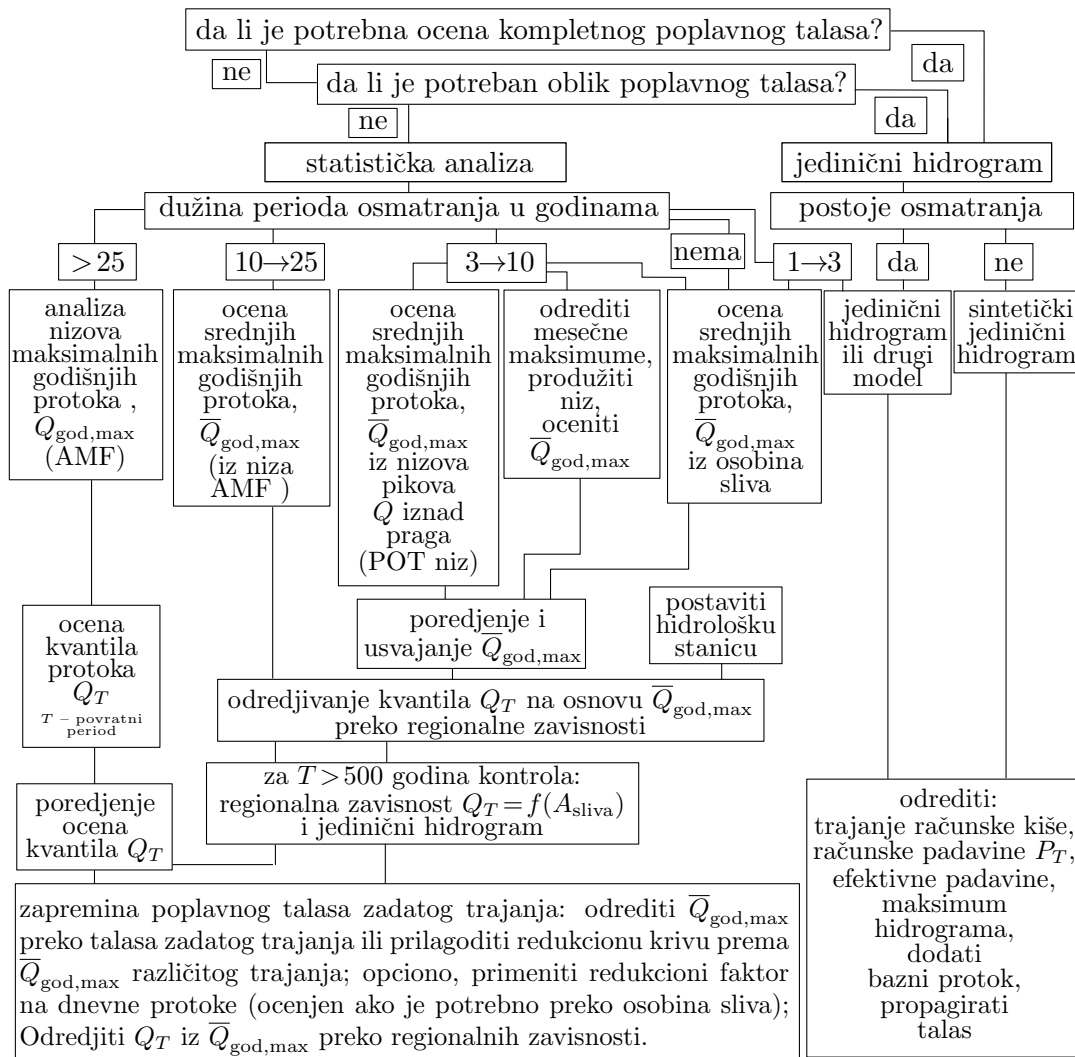 da li je potrebna ocena kompletnog poplavnog talasa?
ne
da
da li je potreban oblik poplavnog talasa?
ne
da
statistička analiza
jedinični hidrogram
dužina perioda osmatranja u godinama
postoje osmatranja
>25
10→25
3→10
nema
1→3
da
ne
analiza
nizova
maksimalnih
godišnjih
protoka ,
Q_god,max
(AMF)
ocena
srednjih
maksimalnih
godišnjih
protoka,
Q̅_god,max
(iz niza
AMF )
ocena
srednjih
maksimalnih
godišnjih
protoka,
Q̅_god,max
iz nizova
pikova
Q iznad
praga
(POT niz)
odrediti
mesečne
maksimume,
produžiti
niz,
oceniti
Q̅_god,max
ocena
srednjih
maksimalnih
godišnjih
protoka,
Q̅_god,max
iz osobina
sliva
jedinični
hidrogram
ili drugi
model
sintetički
jedinični
hidrogram
ocena
kvantila
protoka
Q_T
T – povratni
period
poredjenje i
usvajanje Q̅_god,max
postaviti
hidrološku
stanicu
odredjivanje kvantila Q_T na osnovu Q̅_god,max
preko regionalne zavisnosti
poredjenje
ocena
kvantila Q_T
za T>500 godina kontrola:
regionalna zavisnost Q_T=f(A_sliva)
i jedinični hidrogram
odrediti:
trajanje računske kiše,
računske padavine P_T,
efektivne padavine,
maksimum
hidrograma,
dodati
bazni protok,
propagirati
talas
zapremina poplavnog talasa zadatog trajanja: odrediti Q̅_god,max
preko talasa zadatog trajanja ili prilagoditi redukcionu krivu prema
Q̅_god,max različitog trajanja; opciono, primeniti redukcioni faktor
na dnevne protoke (ocenjen ako je potrebno preko osobina sliva);
Odredjiti Q_T iz Q̅_god,max preko regionalnih zavisnosti.